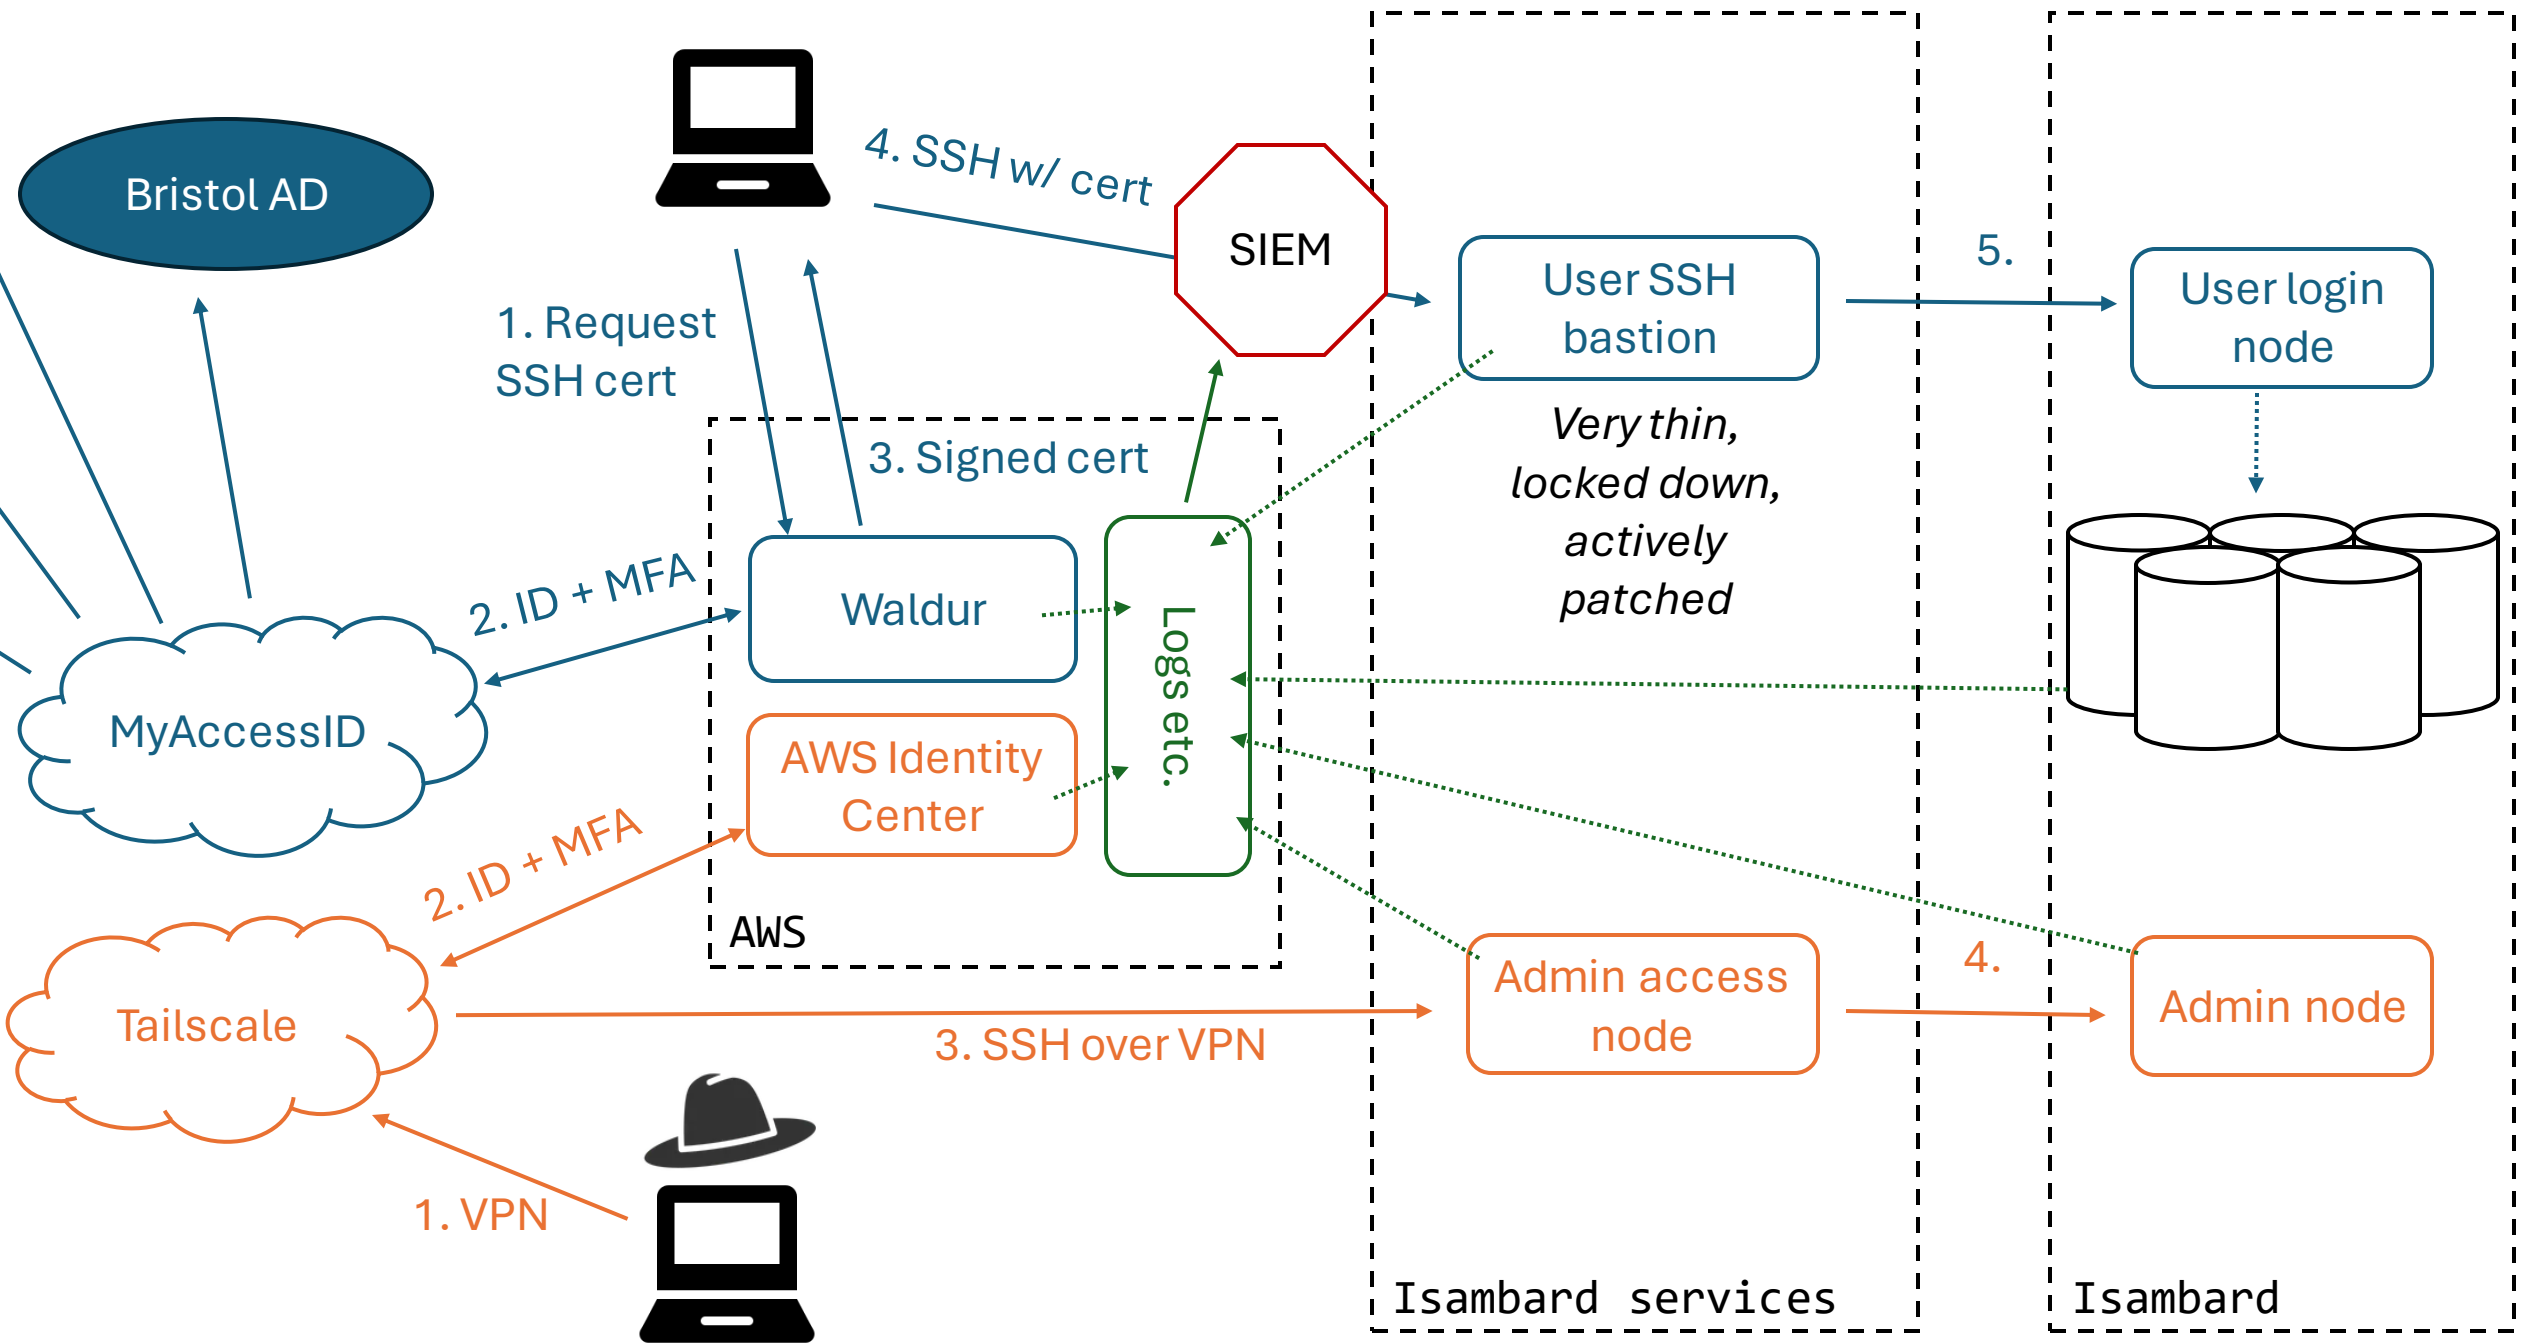 Bristol AD
4. SSH w/ cert
SIEM
User SSH
bastion
5.
User login
node
1. Request
SSH cert
Very thin,
locked down,
actively
patched
3. Signed cert
2. ID + MFA
Waldur
Logs etc.
MyAccessID
AWS Identity
Center
2. ID + MFA
AWS
Tailscale
3. SSH over VPN
Admin access
node
4.
Admin node
1. VPN
Isambard services
Isambard